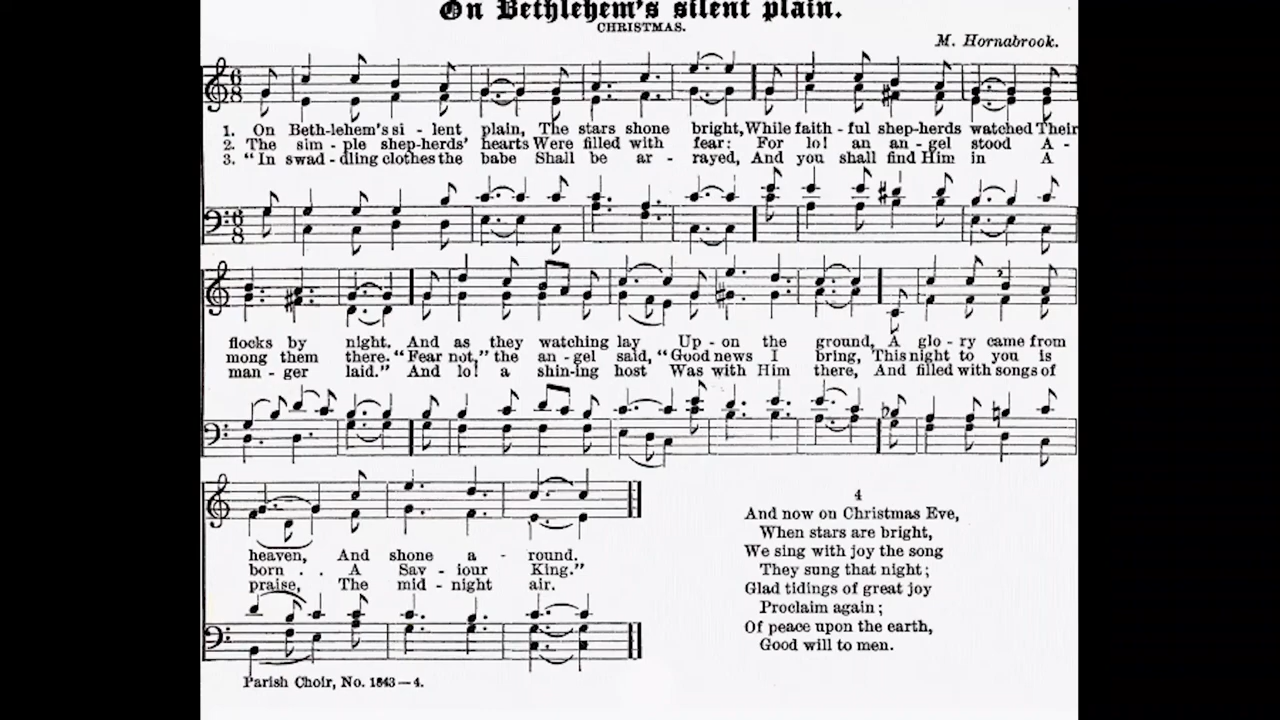 On Bethlehem's silent plain.
CHRISTMAS.
M. Hornabrook.
1. On Beth-lehem's si - lent plain, The stars shone bright, While faith - ful shep-herds watched Their
2. The sim - ple shep-herds' hearts Were filled with fear: For lo! an an - gel stood A -
3. "In swad - dling clothes the babe Shall be ar - rayed, And you shall find Him in A
flocks by night. And as they watching lay Up - on the ground, A glo - ry came from
mong them there. "Fear not," the an - gel said, "Good news I bring, This night to you is
man - ger laid." And lo! a shin-ing host Was with Him there, And filled with songs of
heaven, And shone a - round.
born . . A Sav - iour King."
praise, The mid - night air.
4
And now on Christmas Eve,
When stars are bright,
We sing with joy the song
They sung that night;
Glad tidings of great joy
Proclaim again;
Of peace upon the earth,
Good will to men.
Parish Choir, No. 1843—4.